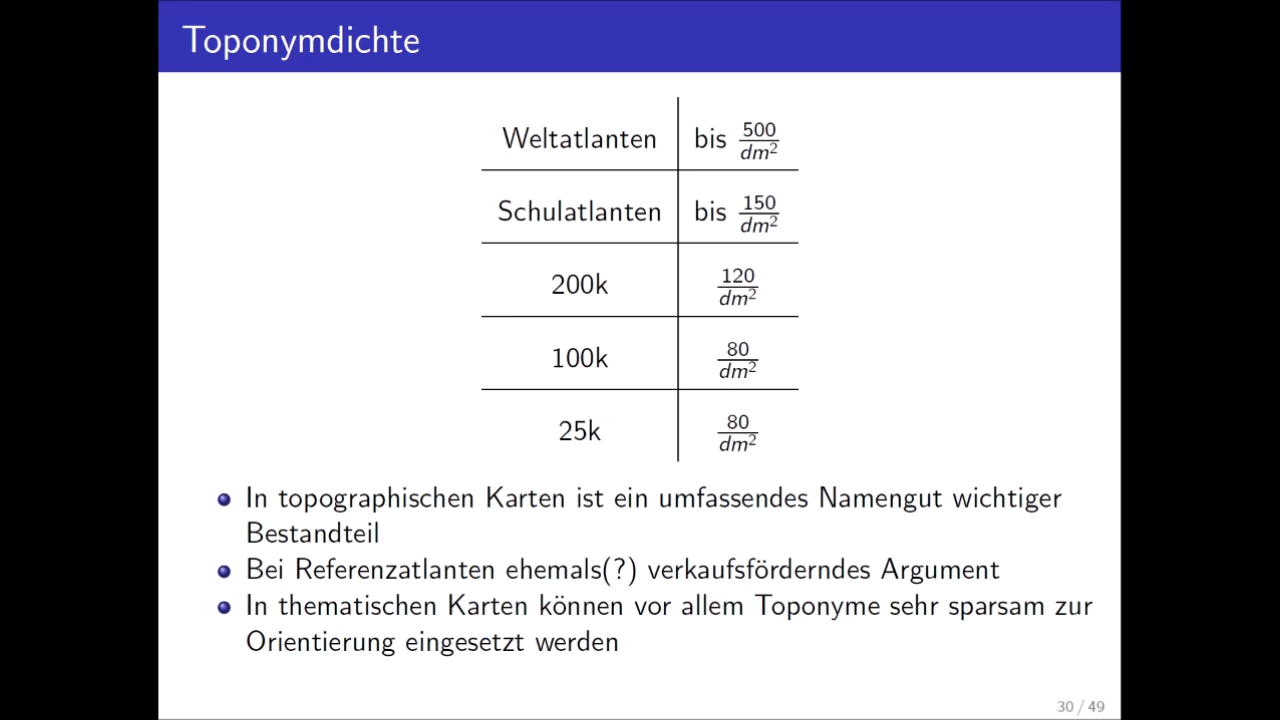 Toponymdichte
Weltatlanten bis 500/dm²
Schulatlanten bis 150/dm²
200k 120/dm²
100k 80/dm²
25k 80/dm²
In topographischen Karten ist ein umfassendes Namengut wichtiger
Bestandteil
Bei Referenzatlanten ehemals(?) verkaufsförderndes Argument
In thematischen Karten können vor allem Toponyme sehr sparsam zur
Orientierung eingesetzt werden
30 / 49